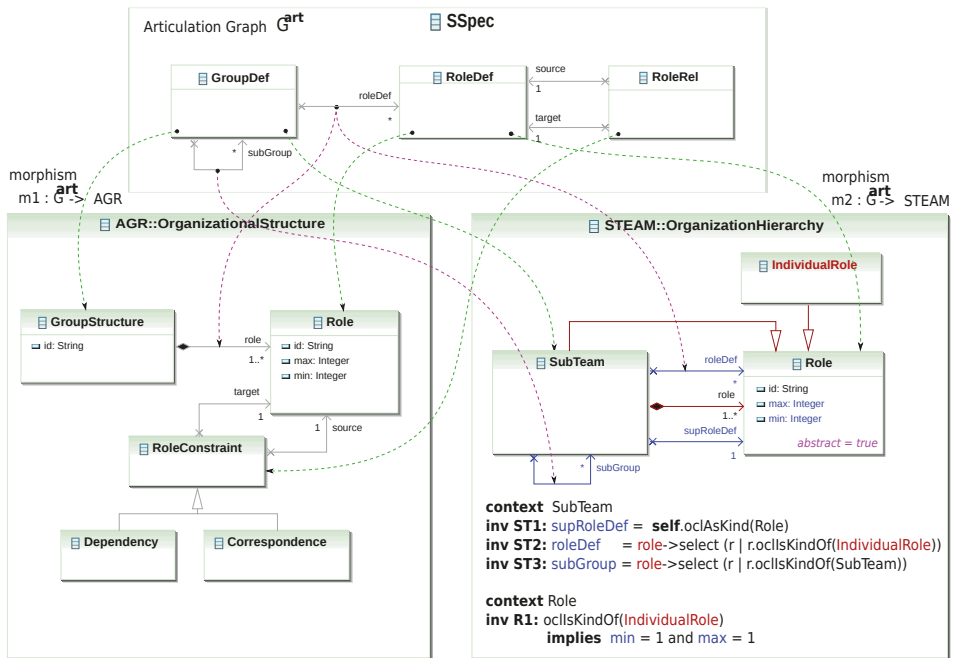 Articulation Graph G art
SSpec
GroupDef
RoleDef
RoleRel
roleDef
*
source
1
target
1
* subGroup
morphism
m1 : G art -> AGR
morphism
m2 : G art -> STEAM
AGR::OrganizationalStructure
GroupStructure
id: String
role
1..*
Role
id: String
max: Integer
min: Integer
target
1
1 source
RoleConstraint
Dependency
Correspondence
STEAM::OrganizationHierarchy
IndividualRole
SubTeam
roleDef
*
role
1..*
supRoleDef
1
* subGroup
Role
id: String
max: Integer
min: Integer
abstract = true
context SubTeam
inv ST1: supRoleDef = self.oclAsKind(Role)
inv ST2: roleDef = role->select (r | r.oclIsKindOf(IndividualRole))
inv ST3: subGroup = role->select (r | r.oclIsKindOf(SubTeam))
context Role
inv R1: oclIsKindOf(IndividualRole)
implies min = 1 and max = 1